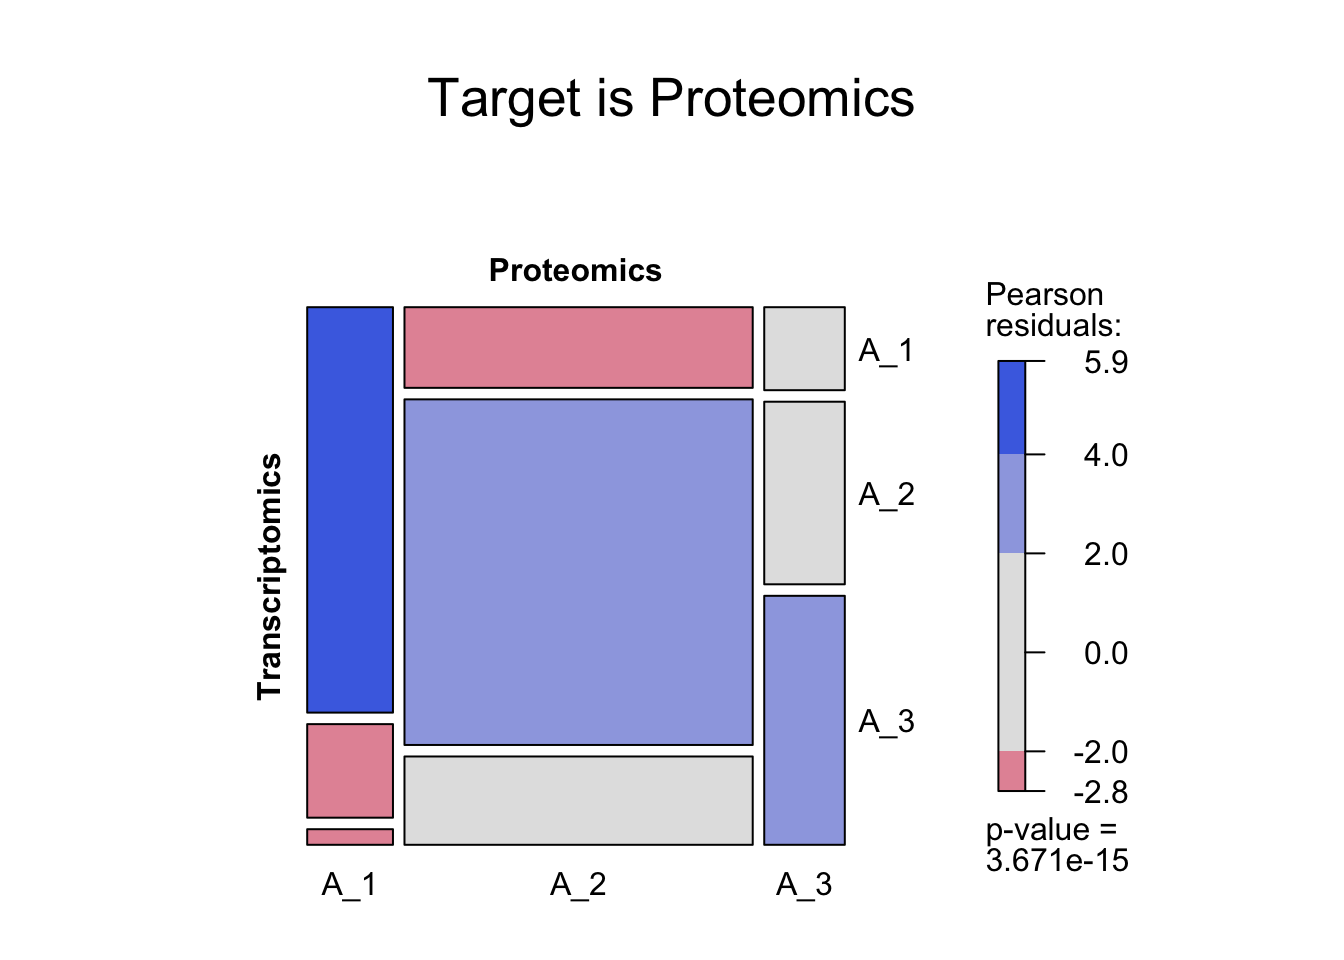 Target is Proteomics
Proteomics
Transcriptomics
A_1
A_2
A_3
A_1
A_2
A_3
Pearson
residuals:
5.9
4.0
2.0
0.0
-2.0
-2.8
p-value =
3.671e-15